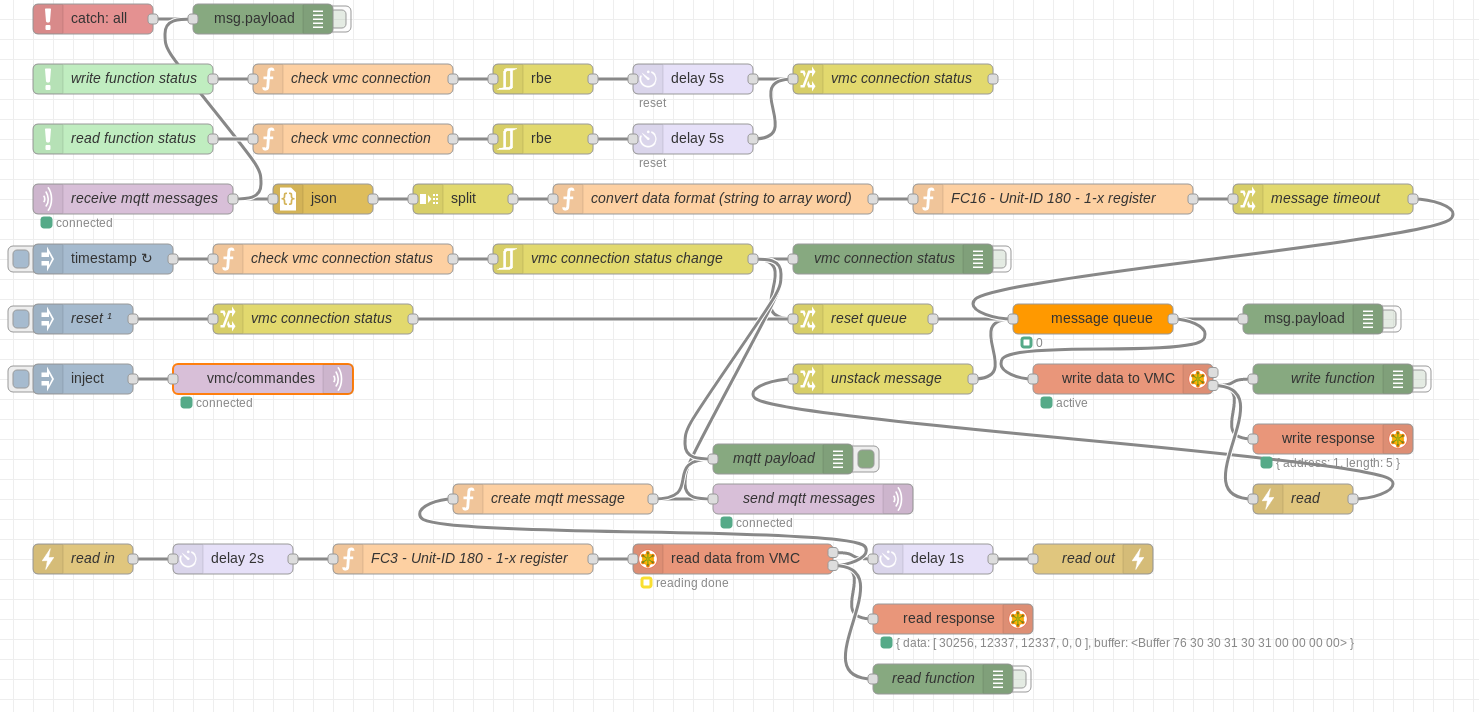 catch: all
msg.payload
write function status
check vmc connection
rbe
delay 5s
reset
vmc connection status
read function status
check vmc connection
rbe
delay 5s
reset
receive mqtt messages
connected
json
split
convert data format (string to array word)
FC16 - Unit-ID 180 - 1-x register
message timeout
timestamp ↻
check vmc connection status
vmc connection status change
vmc connection status
reset ¹
vmc connection status
reset queue
message queue
0
msg.payload
inject
vmc/commandes
connected
unstack message
write data to VMC
active
write function
write response
{ address: 1, length: 5 }
mqtt payload
create mqtt message
send mqtt messages
connected
read
read in
delay 2s
FC3 - Unit-ID 180 - 1-x register
read data from VMC
reading done
delay 1s
read out
read response
{ data: [ 30256, 12337, 12337, 0, 0 ], buffer: <Buffer 76 30 30 31 30 31 00 00 00 00> }
read function